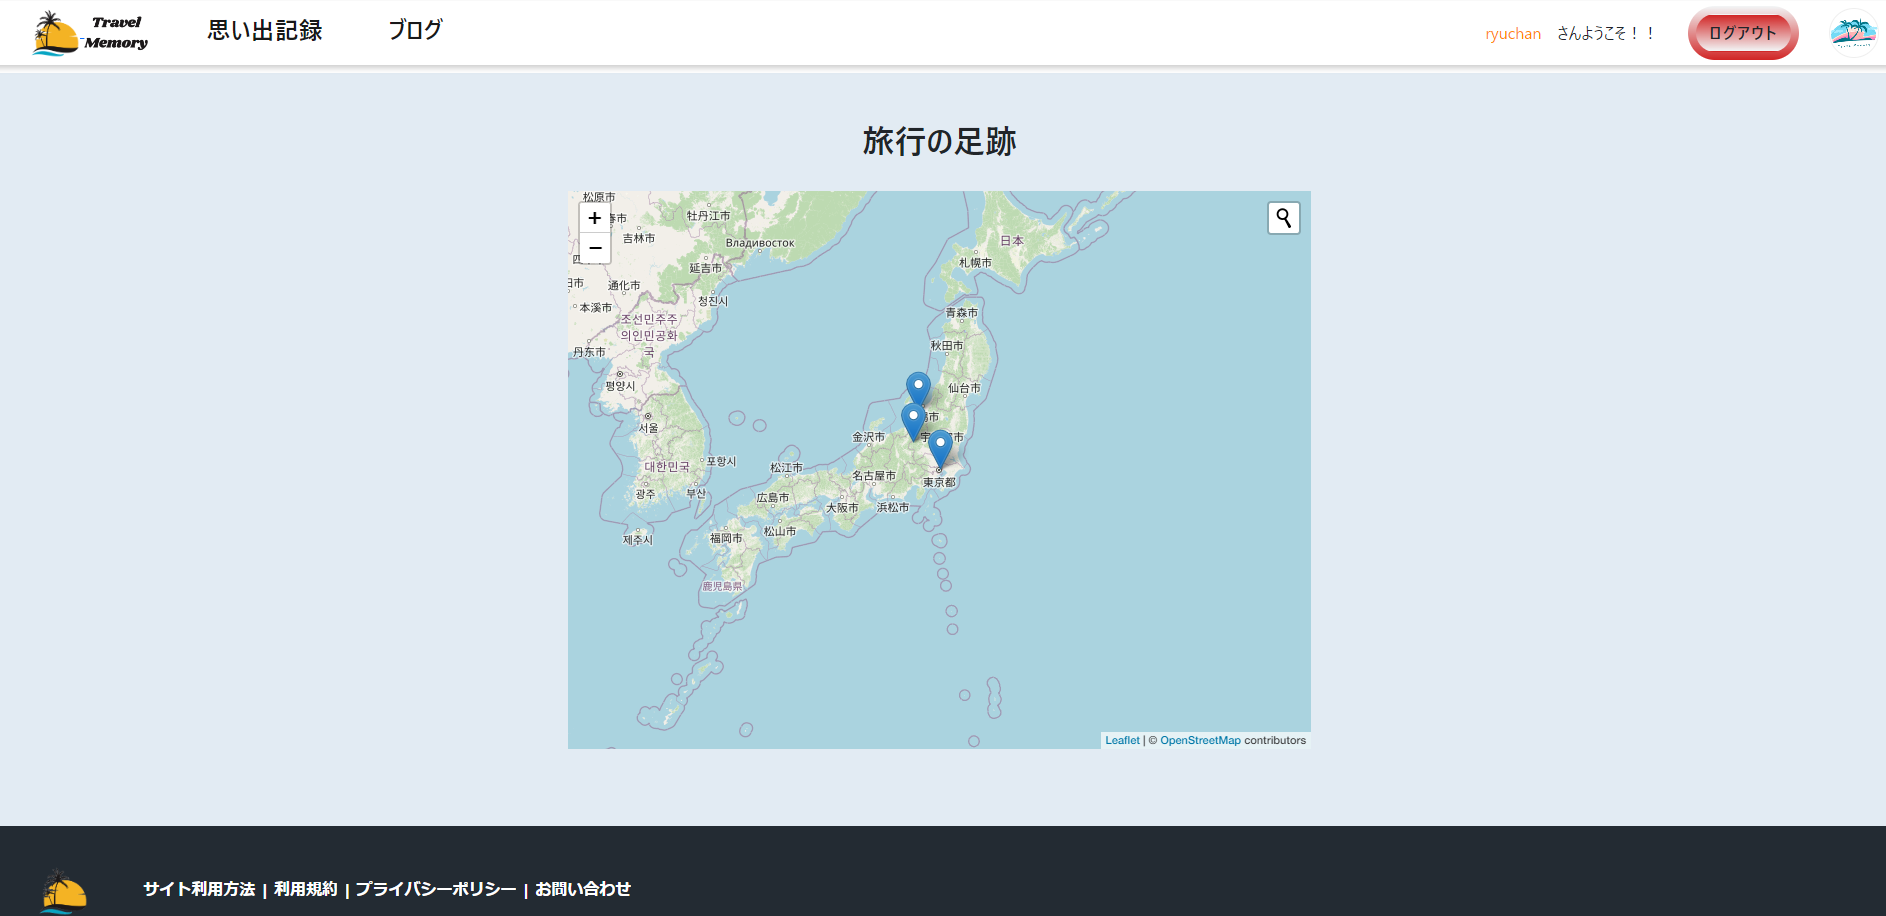 Travel
Memory
思い出記録
ブログ
ryuchan さんようこそ！！
ログアウト
旅行の足跡
松原市
+
春市
牡丹江市
吉林市
−
Владивосток
日本
札幌市
延吉市
通化市
청진시
本溪市
青森市
조선민주주
의인민공화
국
丹东市
秋田市
평양시
仙台市
서울
金沢市
대한민국
포항시
松江市
名古屋市
東京都
광주
부산
広島市
大阪市
浜松市
松山市
福岡市
제주시
鹿児島県
Leaflet | © OpenStreetMap contributors
サイト利用方法 | 利用規約 | プライバシーポリシー | お問い合わせ